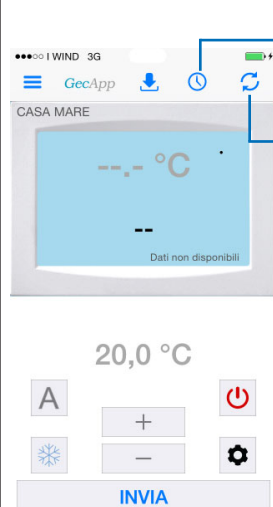 I WIND 3G
GecApp
CASA MARE
--.- °C
--
Dati non disponibili
20,0 °C
A
+
−
INVIA